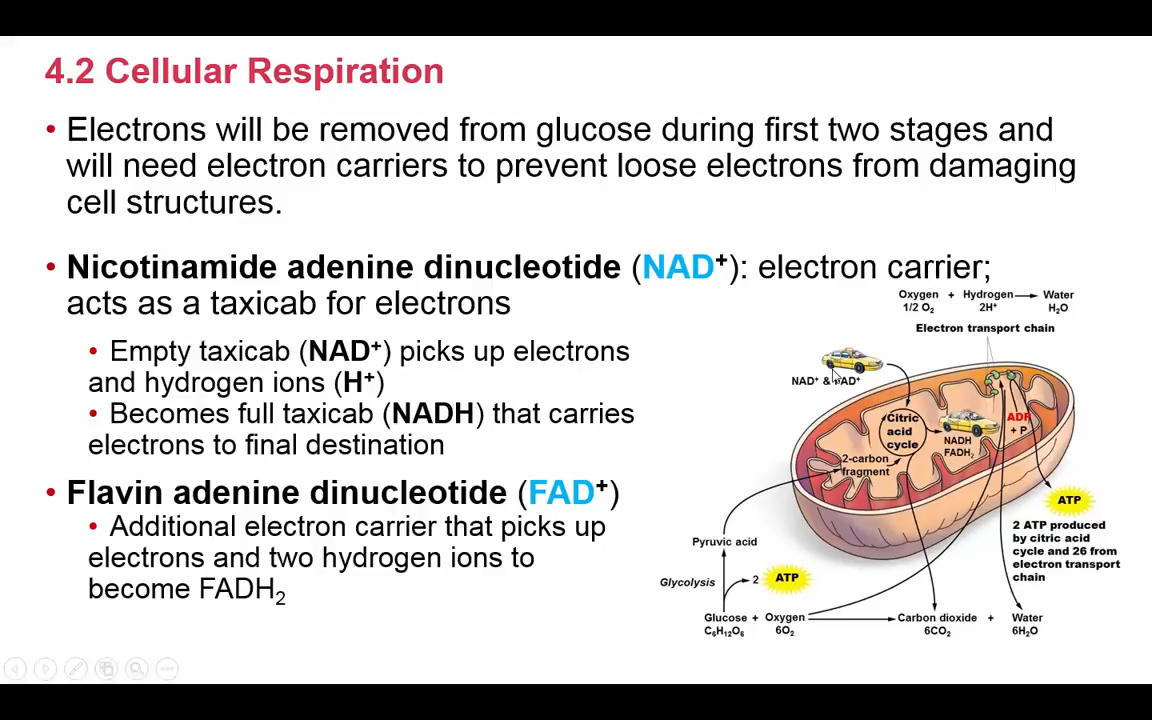 4.2 Cellular Respiration
• Electrons will be removed from glucose during first two stages and
will need electron carriers to prevent loose electrons from damaging
cell structures.
• Nicotinamide adenine dinucleotide (NAD⁺): electron carrier;
acts as a taxicab for electrons
• Empty taxicab (NAD⁺) picks up electrons
and hydrogen ions (H⁺)
• Becomes full taxicab (NADH) that carries
electrons to final destination
• Flavin adenine dinucleotide (FAD⁺)
• Additional electron carrier that picks up
electrons and two hydrogen ions to
become FADH₂
Oxygen + Hydrogen → Water
1/2 O₂ 2H⁺ H₂O
Electron transport chain
NAD⁺ & FAD⁺
Citric
acid
cycle
NADH
FADH₂
ADP
+ P
2-carbon
fragment
ATP
2 ATP produced
by citric acid
cycle and 26 from
electron transport
chain
Pyruvic acid
Glycolysis
2 ATP
Glucose + Oxygen → Carbon dioxide + Water
C₆H₁₂O₆ 6O₂ 6CO₂ 6H₂O